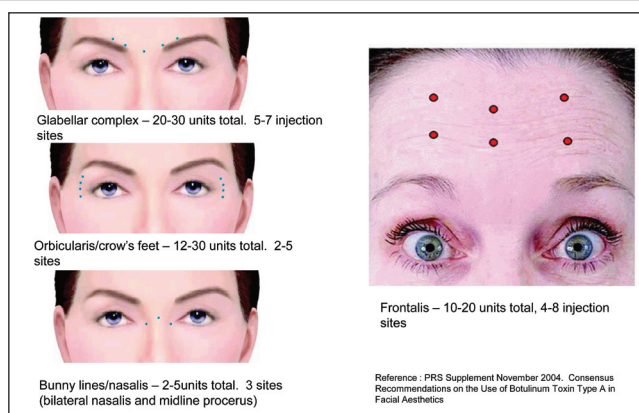 Glabellar complex – 20-30 units total.  5-7 injection
sites
Orbicularis/crow's feet – 12-30 units total.  2-5
sites
Bunny lines/nasalis – 2-5units total.  3 sites
(bilateral nasalis and midline procerus)
Frontalis – 10-20 units total, 4-8 injection
sites
Reference : PRS Supplement November 2004.  Consensus
Recommendations on the Use of Botulinum Toxin Type A in
Facial Aesthetics